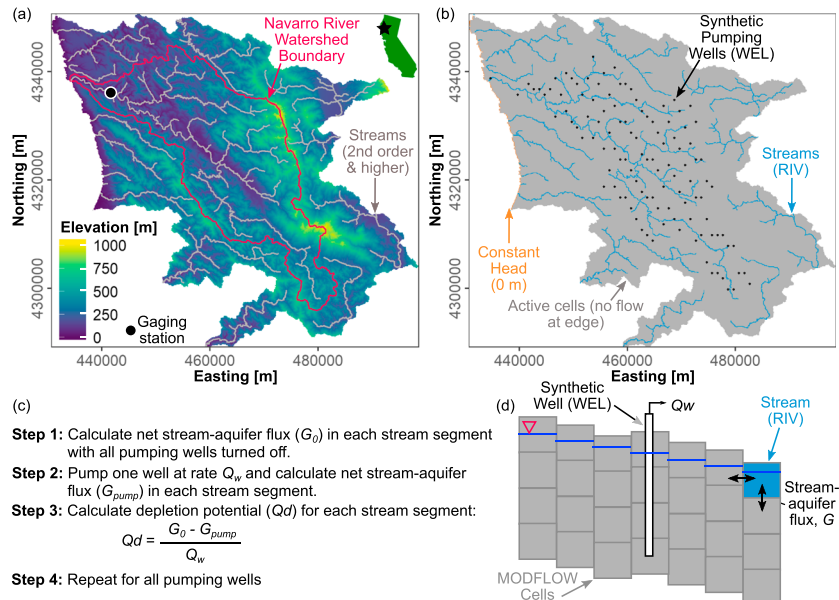 (a)
Navarro River
Watershed
Boundary
Streams
(2nd order
& higher)
Elevation [m]
1000
750
500
250
0
Gaging
station
Northing [m]
4340000
4320000
4300000
440000
460000
480000
Easting [m]
(b)
Synthetic
Pumping
Wells (WEL)
Streams
(RIV)
Constant
Head
(0 m)
Active cells (no flow
at edge)
Northing [m]
4340000
4320000
4300000
440000
460000
480000
Easting [m]
(c)
Step 1: Calculate net stream-aquifer flux (G0) in each stream segment
with all pumping wells turned off.
Step 2: Pump one well at rate Qw and calculate net stream-aquifer
flux (Gpump) in each stream segment.
Step 3: Calculate depletion potential (Qd) for each stream segment:
Qd = G0 - Gpump
Qw
Step 4: Repeat for all pumping wells
(d)
Synthetic
Well (WEL)
Qw
Stream
(RIV)
Stream-
aquifer
flux, G
MODFLOW
Cells